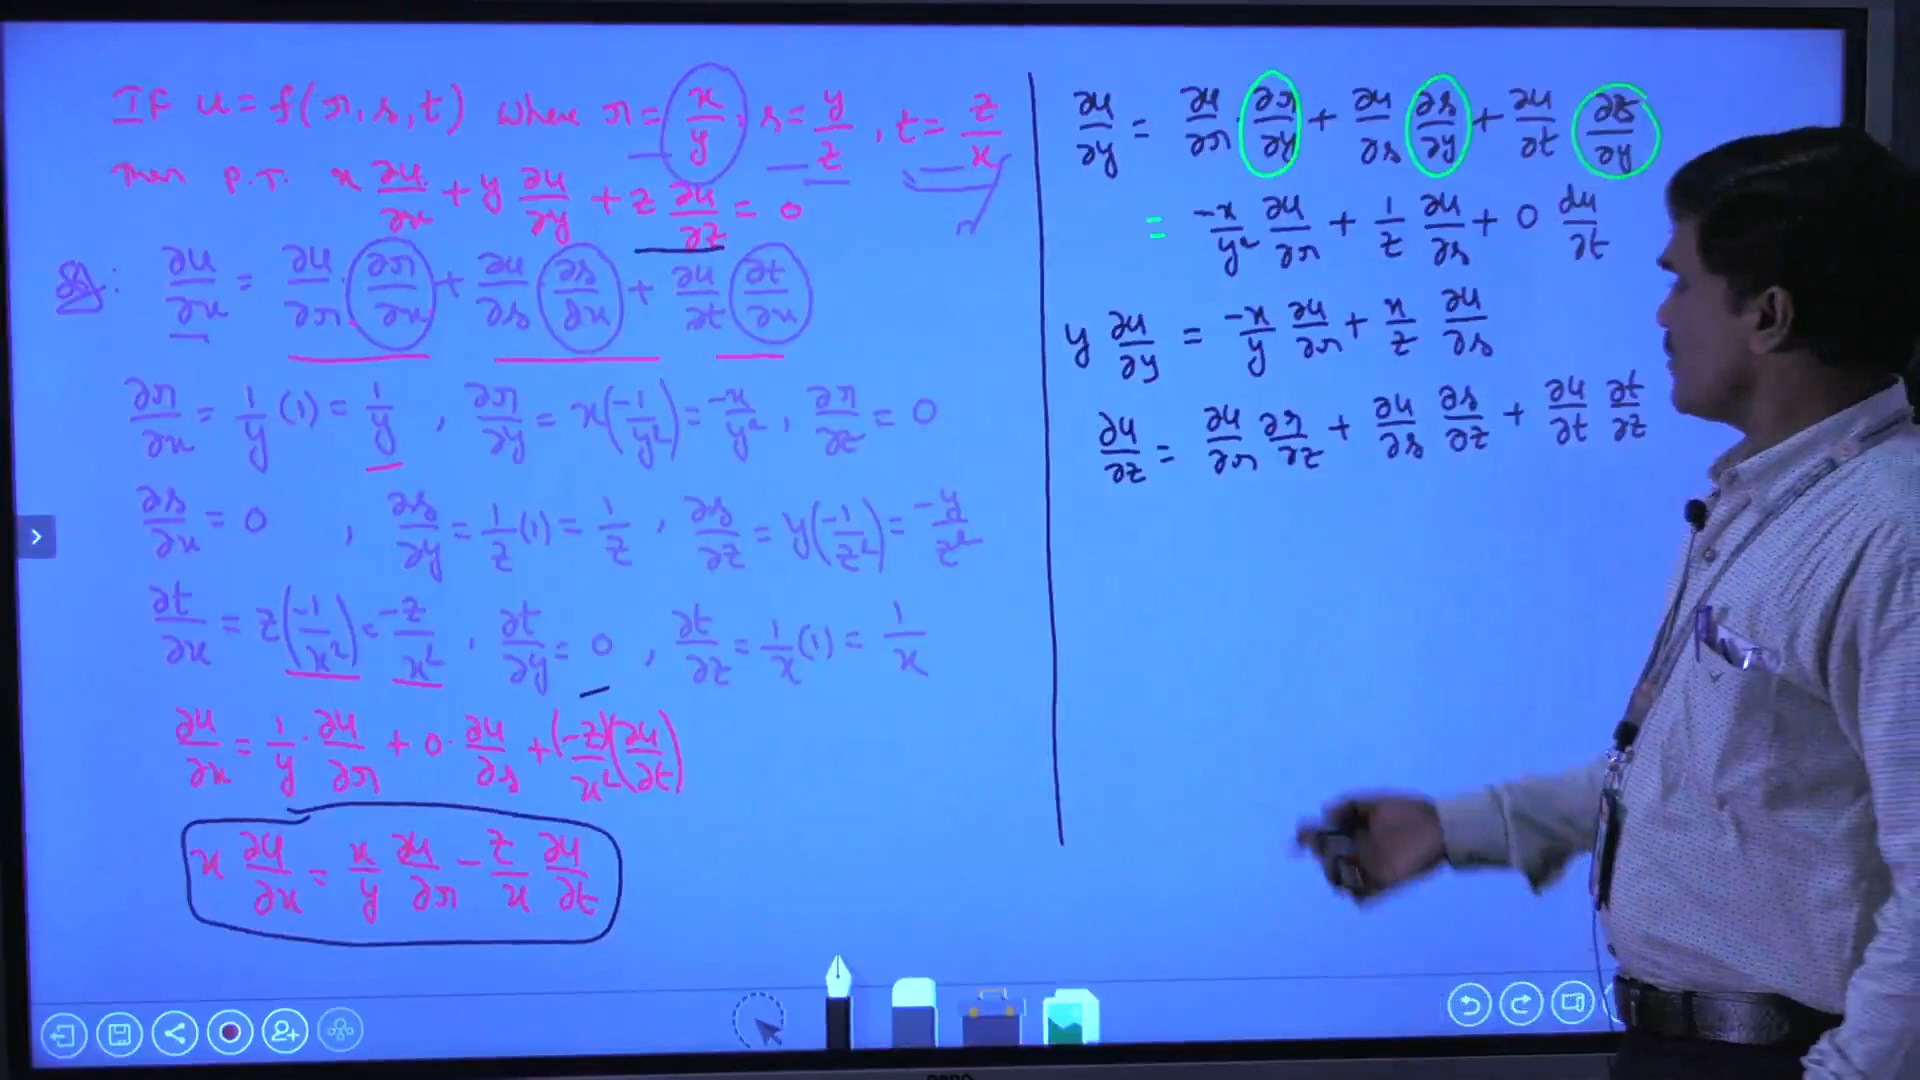 If u = f(r, s, t) where r = x/y, s = y/z, t = z/x
Then P.T. x ∂u/∂x + y ∂u/∂y + z ∂u/∂z = 0
Sol: ∂u/∂x = ∂u/∂r · ∂r/∂x + ∂u/∂s · ∂s/∂x + ∂u/∂t · ∂t/∂x
∂r/∂x = 1/y (1) = 1/y , ∂r/∂y = x(-1/y²) = -x/y² , ∂r/∂z = 0
∂s/∂x = 0 , ∂s/∂y = 1/z (1) = 1/z , ∂s/∂z = y(-1/z²) = -y/z²
∂t/∂x = z(-1/x²) = -z/x² , ∂t/∂y = 0 , ∂t/∂z = 1/x (1) = 1/x
∂u/∂x = 1/y · ∂u/∂r + 0 · ∂u/∂s + (-z/x²)(∂u/∂t)
x ∂u/∂x = x/y ∂u/∂r - z/x ∂u/∂t
∂u/∂y = ∂u/∂r · ∂r/∂y + ∂u/∂s ∂s/∂y + ∂u/∂t ∂t/∂y
= -x/y² ∂u/∂r + 1/z ∂u/∂s + 0 ∂u/∂t
y ∂u/∂y = -x/y ∂u/∂r + x/z ∂u/∂s
∂u/∂z = ∂u/∂r ∂r/∂z + ∂u/∂s ∂s/∂z + ∂u/∂t ∂t/∂z